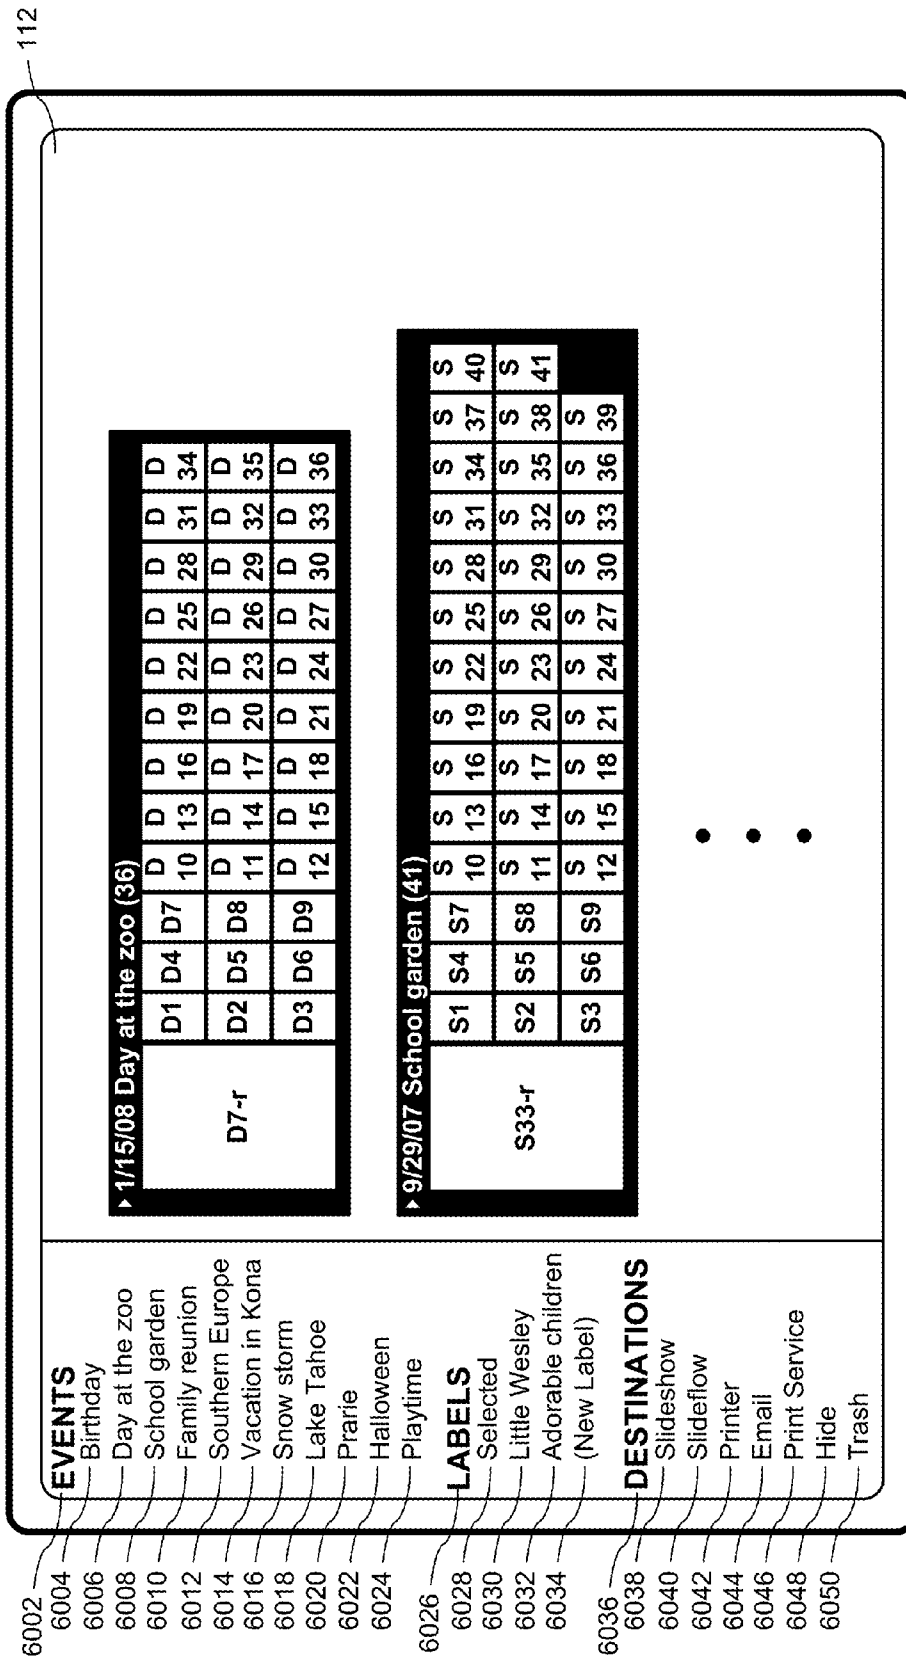 112
6002 EVENTS
6004 Birthday
6006 Day at the zoo
6008 School garden
6010 Family reunion
6012 Southern Europe
6014 Vacation in Kona
6016 Snow storm
6018 Lake Tahoe
6020 Prarie
6022 Halloween
6024 Playtime
6026 LABELS
6028 Selected
6030 Little Wesley
6032 Adorable children
6034 (New Label)
6036 DESTINATIONS
6038 Slideshow
6040 Slideflow
6042 Printer
6044 Email
6046 Print Service
6048 Hide
6050 Trash
1/15/08 Day at the zoo (36)
D7-r
D1 D4 D7 D 10 D 13 D 16 D 19 D 22 D 25 D 28 D 31 D 34
D2 D5 D8 D 11 D 14 D 17 D 20 D 23 D 26 D 29 D 32 D 35
D3 D6 D9 D 12 D 15 D 18 D 21 D 24 D 27 D 30 D 33 D 36
9/29/07 School garden (41)
S33-r
S1 S4 S7 S 10 S 13 S 16 S 19 S 22 S 25 S 28 S 31 S 34 S 37 S 40
S2 S5 S8 S 11 S 14 S 17 S 20 S 23 S 26 S 29 S 32 S 35 S 38 S 41
S3 S6 S9 S 12 S 15 S 18 S 21 S 24 S 27 S 30 S 33 S 36 S 39